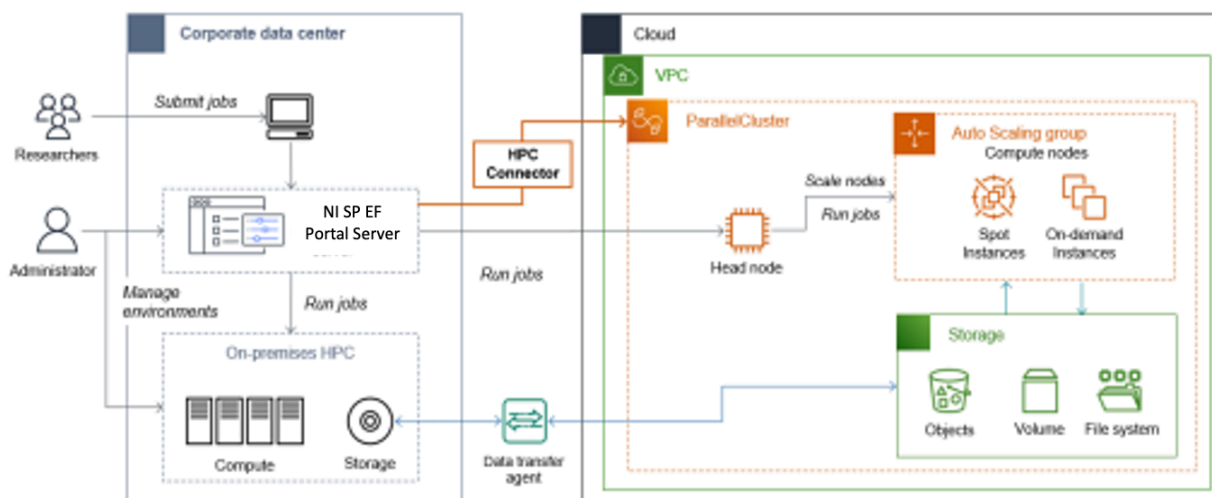 Corporate data center
Cloud
VPC
Submit jobs
ParallelCluster
Auto Scaling group
Compute nodes
Researchers
HPC
Connector
Scale nodes
Run jobs
NI SP EF
Portal Server
Spot
Instances
On-demand
Instances
Administrator
Head node
Run jobs
Manage
environments
Run jobs
Storage
On-premises HPC
Objects
Volume
File system
Compute
Storage
Data transfer
agent